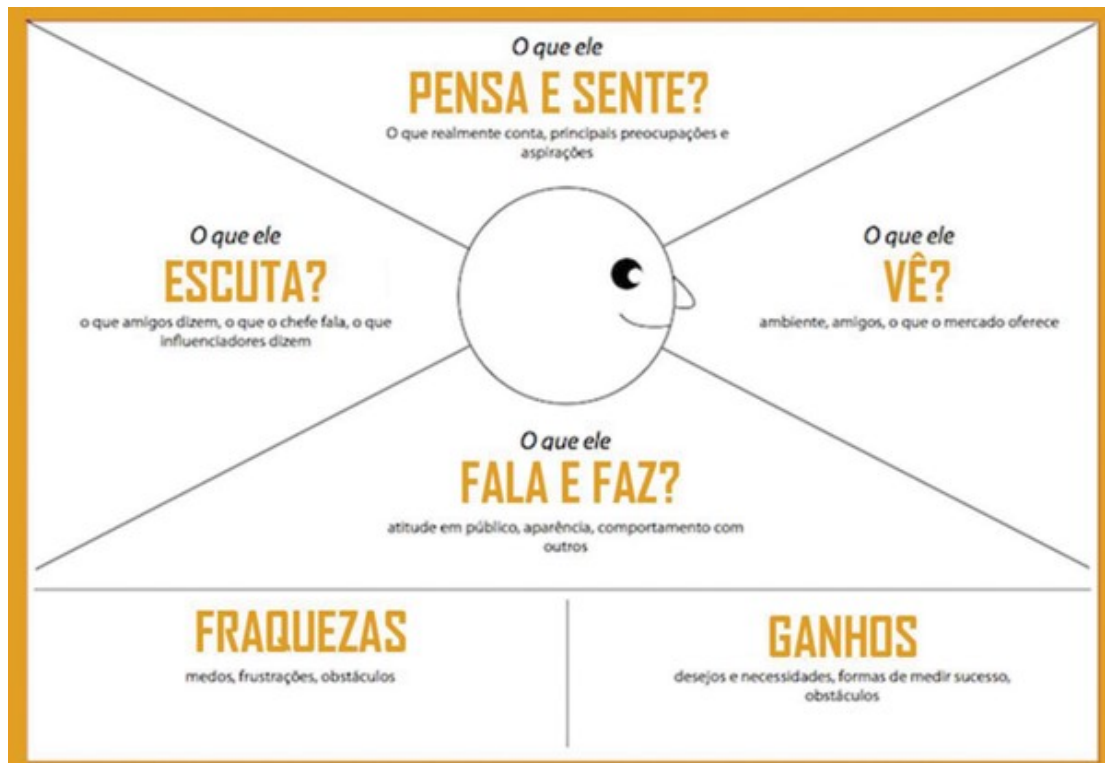 O que ele
PENSA E SENTE?
O que realmente conta, principais preocupações e
aspirações
O que ele
ESCUTA?
o que amigos dizem, o que o chefe fala, o que
influenciadores dizem
O que ele
VÊ?
ambiente, amigos, o que o mercado oferece
O que ele
FALA E FAZ?
atitude em público, aparência, comportamento com
outros
FRAQUEZAS
medos, frustrações, obstáculos
GANHOS
desejos e necessidades, formas de medir sucesso,
obstáculos